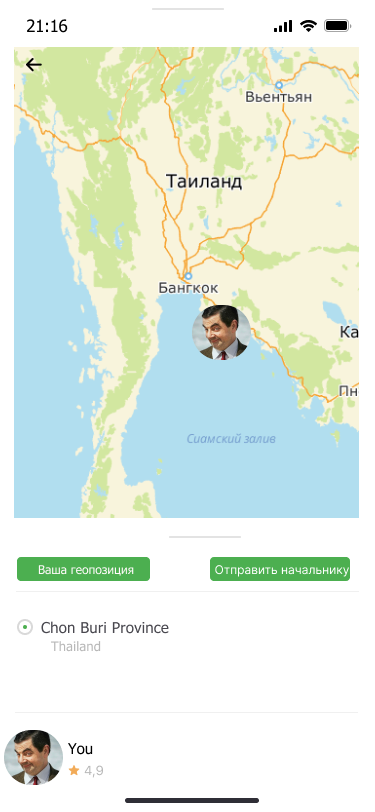 21:16
Вьентьян
Таиланд
Бангкок
Ка
Пн
Сиамский залив
Ваша геопозиция
Отправить начальнику
Chon Buri Province
Thailand
You
4,9